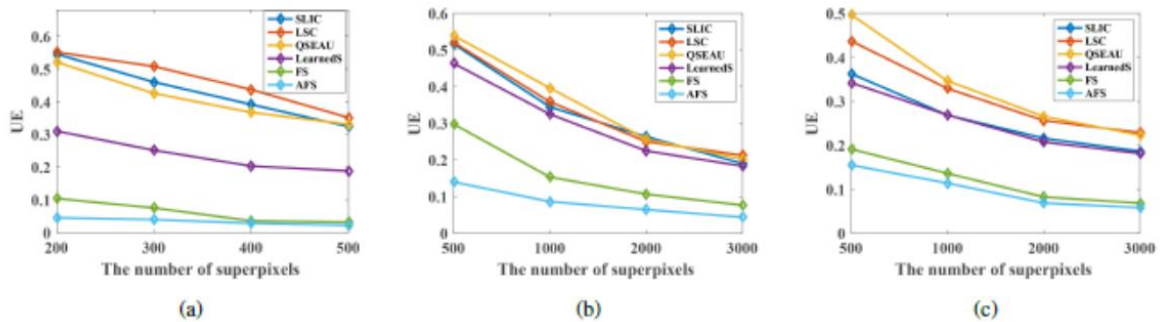 0.6
0.5
0.4
0.3
0.2
0.1
0
UE
200 300 400 500
The number of superpixels
SLIC
LSC
QSEAU
LearnedS
FS
AFS
(a)
0.6
0.5
0.4
0.3
0.2
0.1
0
UE
500 1000 2000 3000
The number of superpixels
SLIC
LSC
QSEAU
LearnedS
FS
AFS
(b)
0.5
0.4
0.3
0.2
0.1
0
UE
500 1000 2000 3000
The number of superpixels
SLIC
LSC
QSEAU
LearnedS
FS
AFS
(c)